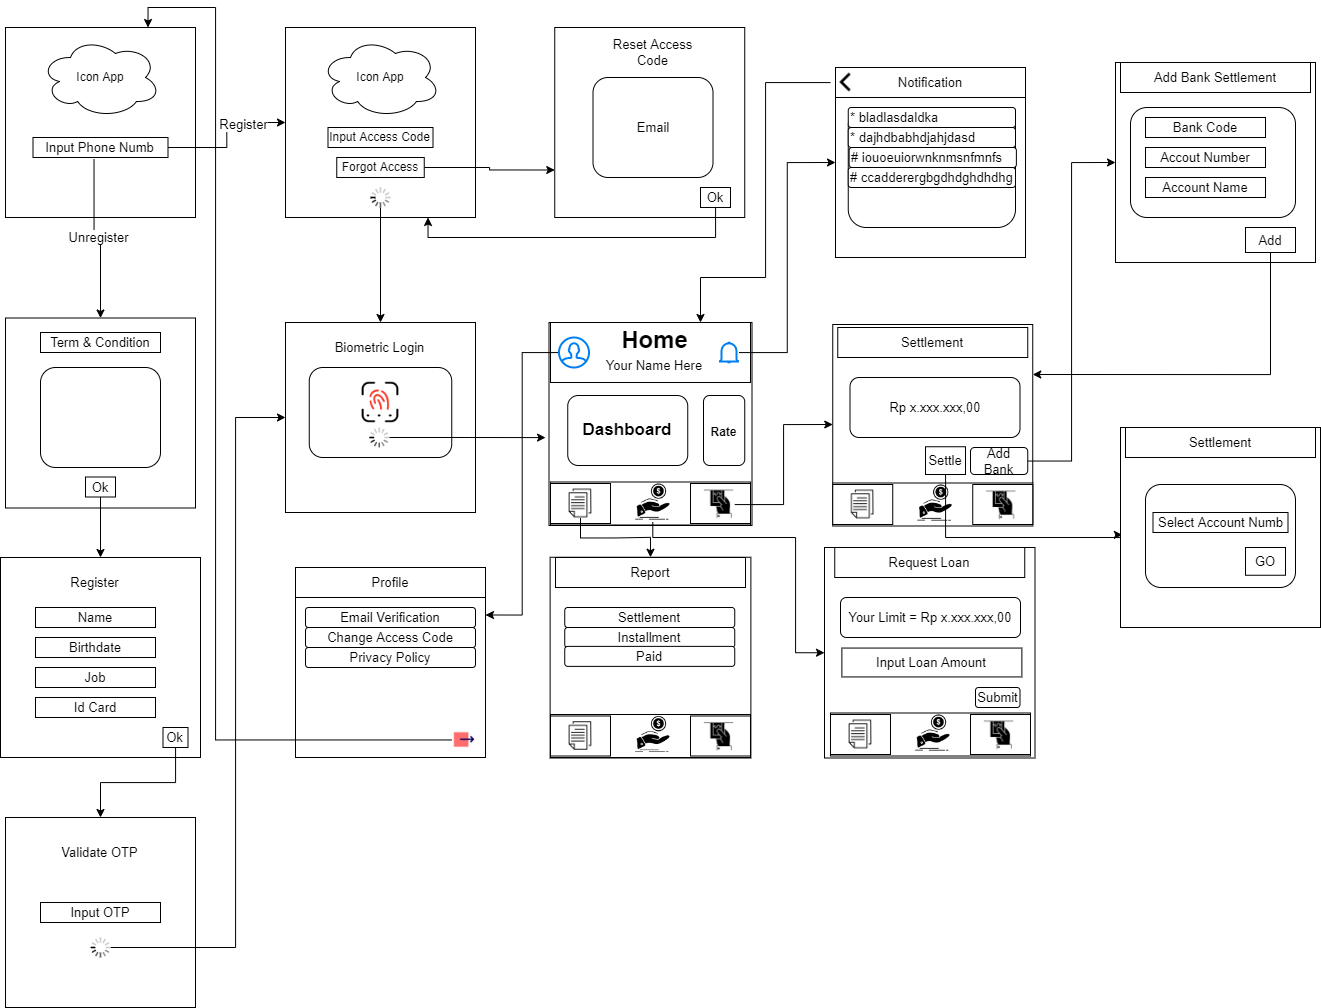 Icon App
Input Phone Numb
Register
Unregister
Icon App
Input Access Code
Forgot Access
Reset Access
Code
Email
Ok
Notification
* bladlasdaldka
* dajhdbabhdjahjdasd
# iouoeuiorwnknmsnfmnfs
# ccadderergbgdhdghdhdhg
Add Bank Settlement
Bank Code
Accout Number
Account Name
Add
Term & Condition
Ok
Biometric Login
Home
Your Name Here
Dashboard
Rate
$
Settlement
Rp x.xxx.xxx,00
Settle
Add
Bank
$
Settlement
Select Account Numb
GO
Register
Name
Birthdate
Job
Id Card
Ok
Profile
Email Verification
Change Access Code
Privacy Policy
Report
Settlement
Installment
Paid
$
Request Loan
Your Limit = Rp x.xxx.xxx,00
Input Loan Amount
Submit
$
Validate OTP
Input OTP